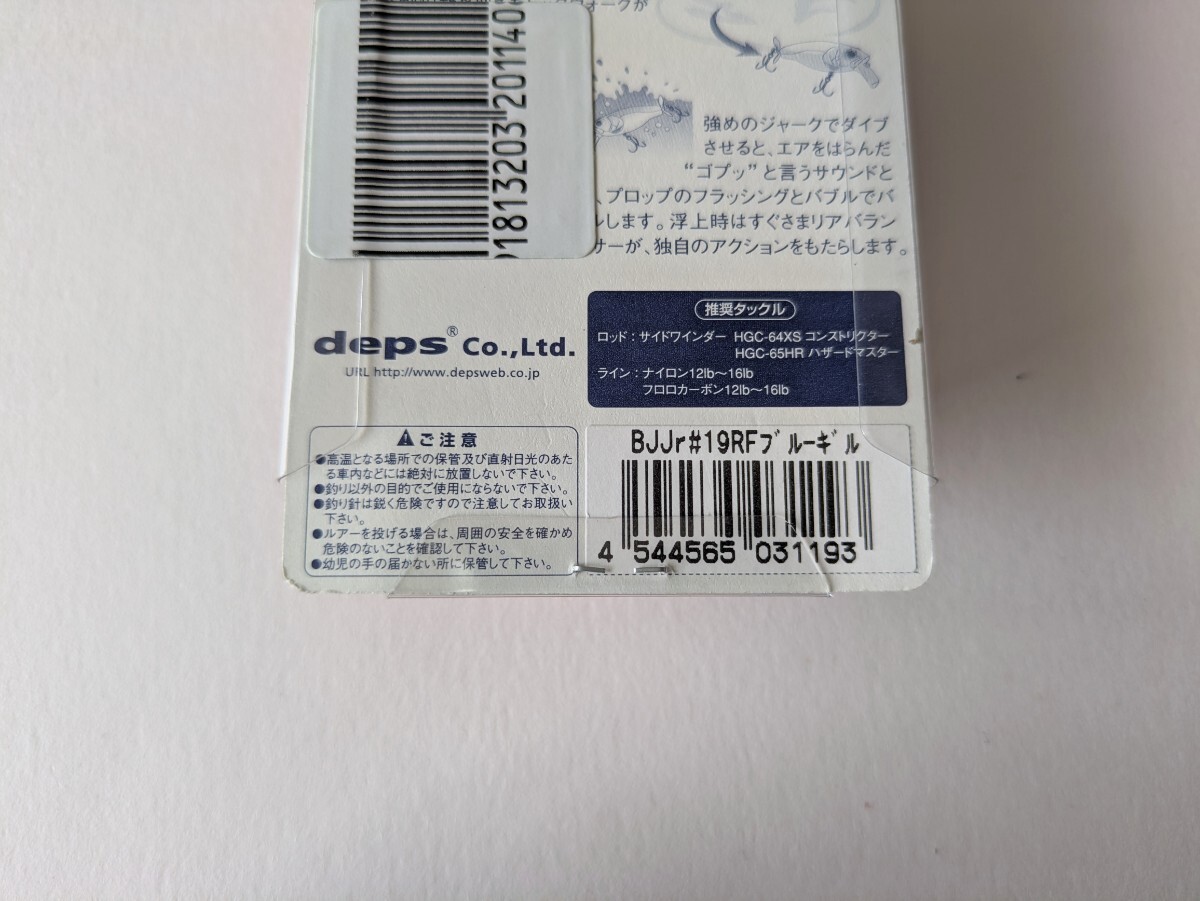 ォークが
201140
91813203
強めのジャークでダイブ
させると、エアをはらんだ
“ゴプッ”と言うサウンドと
、プロップのフラッシングとバブルでバ
ルします。浮上時はすぐさまリアバラン
サーが、独自のアクションをもたらします。
推奨タックル
ロッド：サイドワインダー HGC-64XS コンストリクター
HGC-65HR ハザードマスター
ライン：ナイロン12lb〜16lb
フロロカーボン12lb〜16lb
deps® Co.,Ltd.
URL http://www.depsweb.co.jp
ご注意
●高温となる場所での保管及び直射日光のあた
る車内などには絶対に放置しないで下さい。
●釣り以外の目的でご使用にならないで下さい。
●釣り針は鋭く危険ですので注意してお取扱い
下さい。
●ルアーを投げる場合は、周囲の安全を確かめ
危険のないことを確認して下さい。
●幼児の手の届かない所に保管して下さい。
BJJr#19RFﾌﾞﾙｰｷﾞﾙ
4 544565 031193